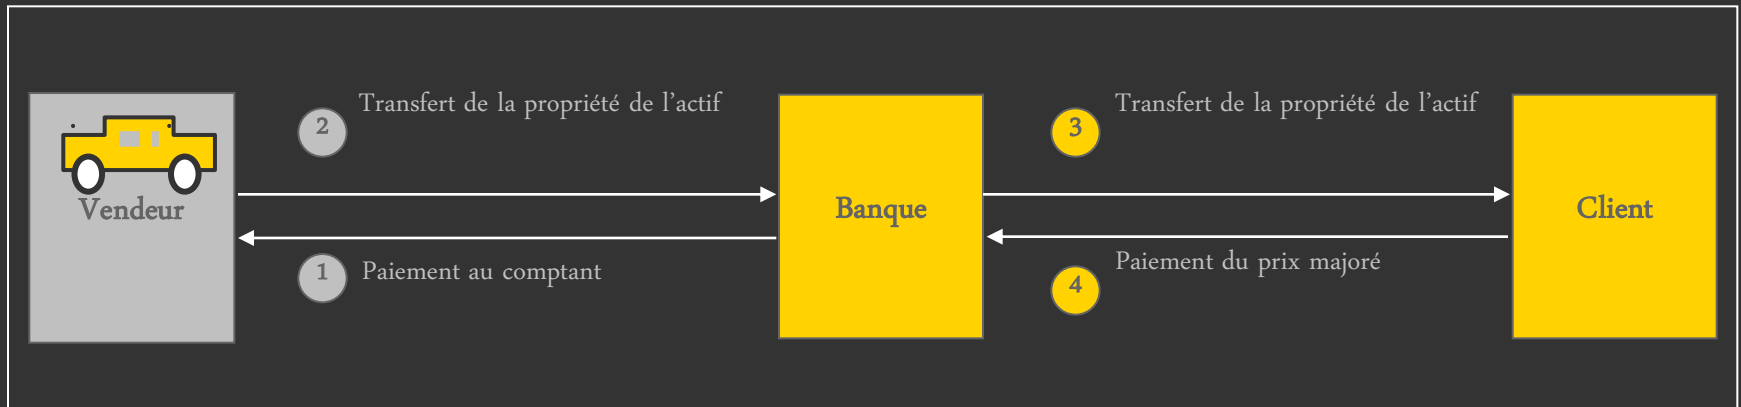 Transfert de la propriété de l’actif
2
Transfert de la propriété de l’actif
3
Vendeur
Banque
Client
1
Paiement au comptant
Paiement du prix majoré
4